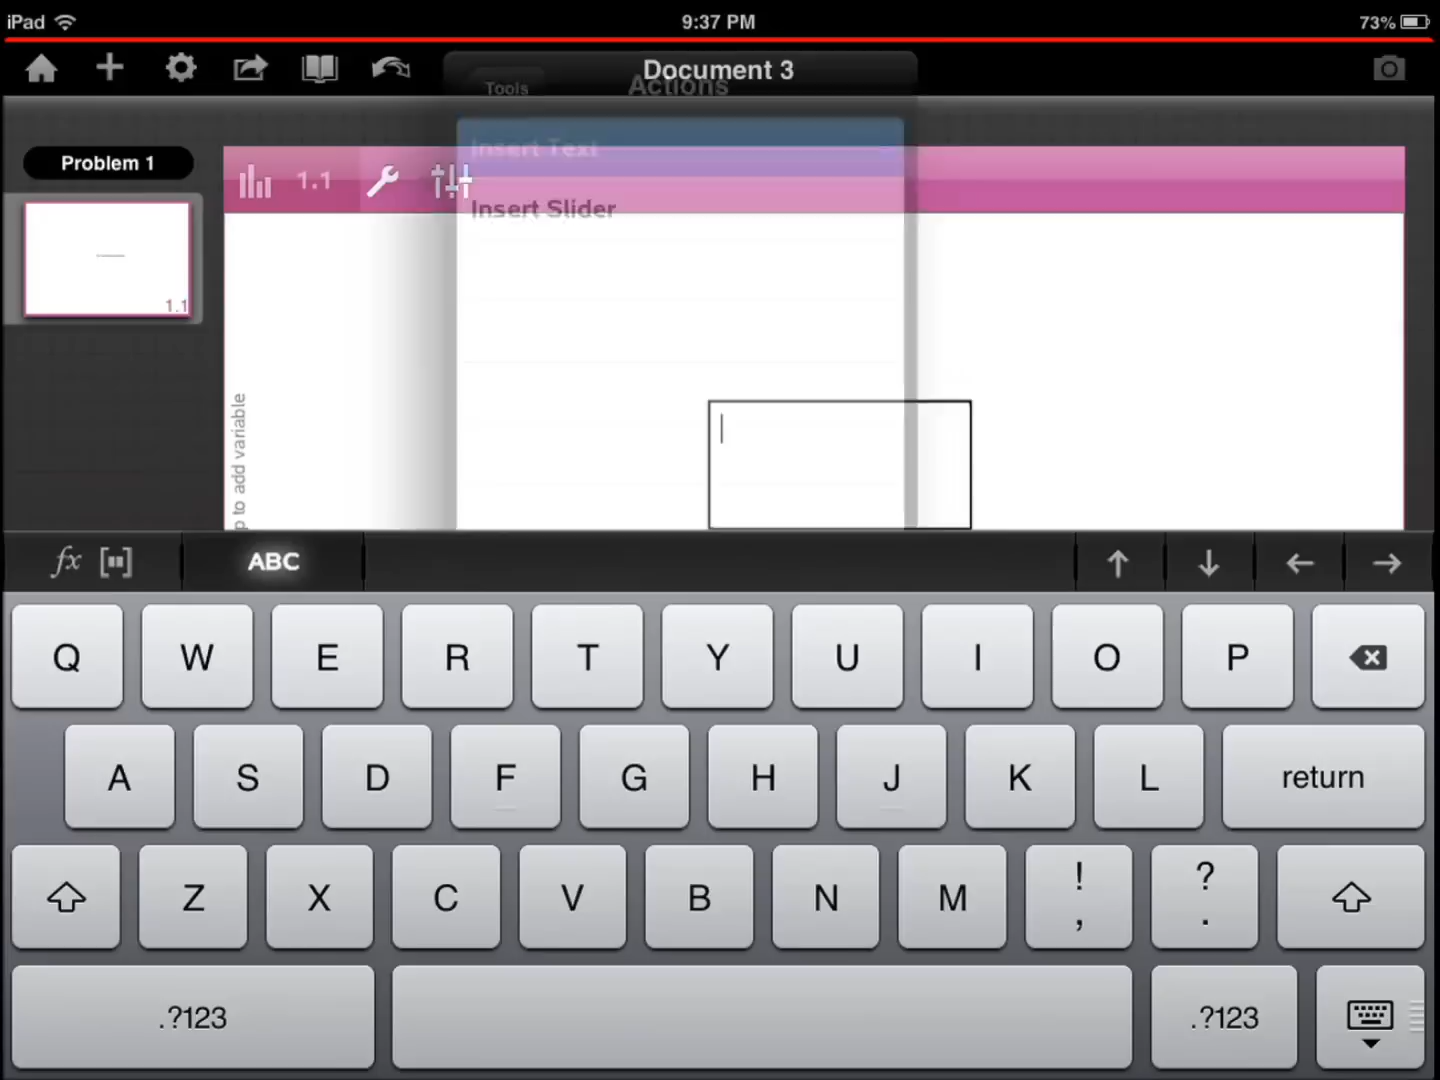 iPad 9:37 PM 73%
Document 3
Tools Actions
Problem 1
Insert Text
1.1
Insert Slider
1.1
p to add variable
fx ABC
Q W E R T Y U I O P
A S D F G H J K L return
Z X C V B N M ! , ? .
.?123 .?123